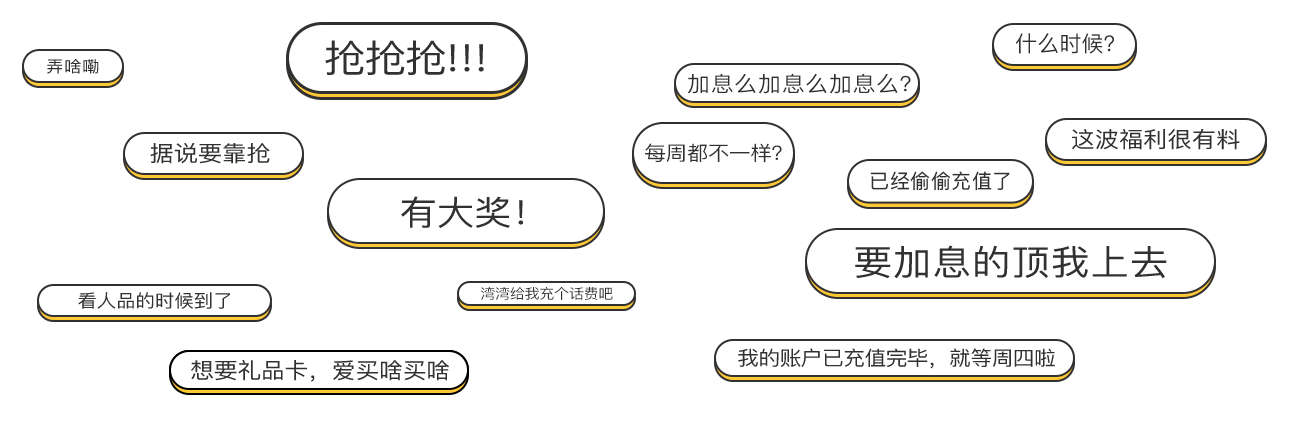 什么时候?
抢抢抢!!!
弄啥嘞
加息么加息么加息么?
这波福利很有料
据说要靠抢
每周都不一样?
已经偷偷充值了
有大奖!
要加息的顶我上去
看人品的时候到了
湾湾给我充个话费吧
我的账户已充值完毕，就等周四啦
想要礼品卡，爱买啥买啥